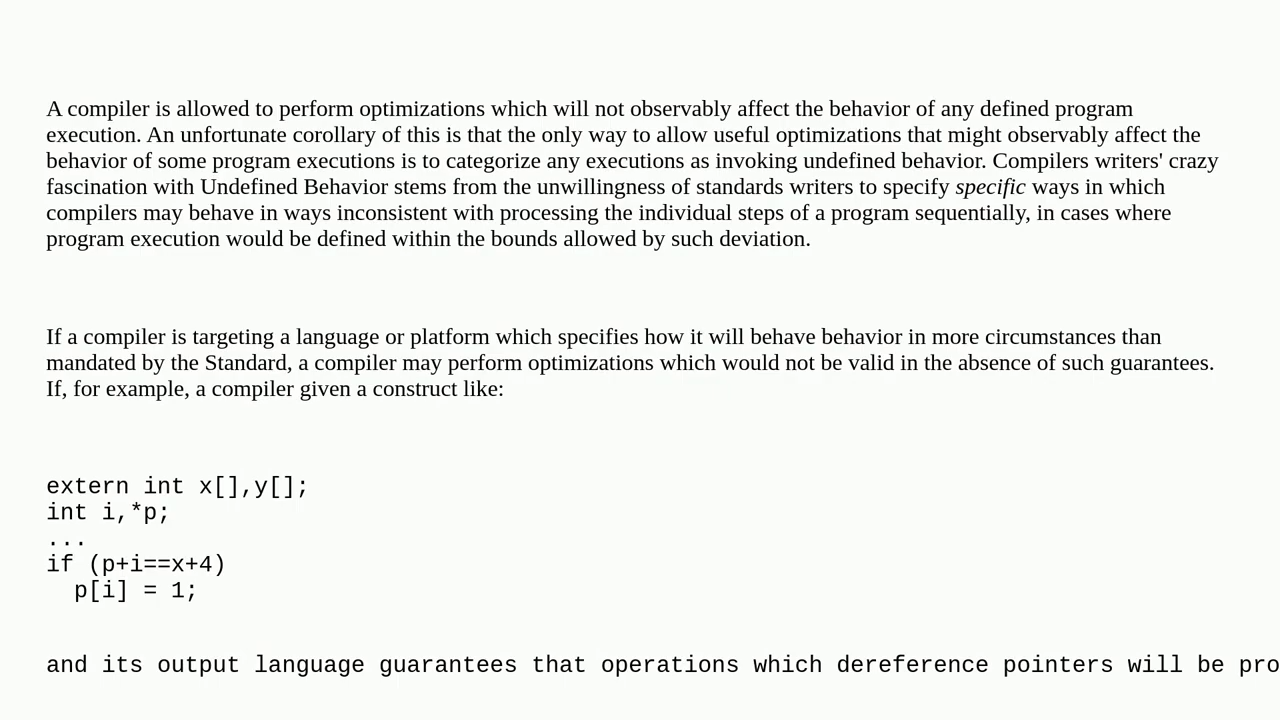 A compiler is allowed to perform optimizations which will not observably affect the behavior of any defined program
execution. An unfortunate corollary of this is that the only way to allow useful optimizations that might observably affect the
behavior of some program executions is to categorize any executions as invoking undefined behavior. Compilers writers' crazy
fascination with Undefined Behavior stems from the unwillingness of standards writers to specify specific ways in which
compilers may behave in ways inconsistent with processing the individual steps of a program sequentially, in cases where
program execution would be defined within the bounds allowed by such deviation.
If a compiler is targeting a language or platform which specifies how it will behave behavior in more circumstances than
mandated by the Standard, a compiler may perform optimizations which would not be valid in the absence of such guarantees.
If, for example, a compiler given a construct like:
extern int x[],y[];
int i,*p;
...
if (p+i==x+4)
  p[i] = 1;
and its output language guarantees that operations which dereference pointers will be pro